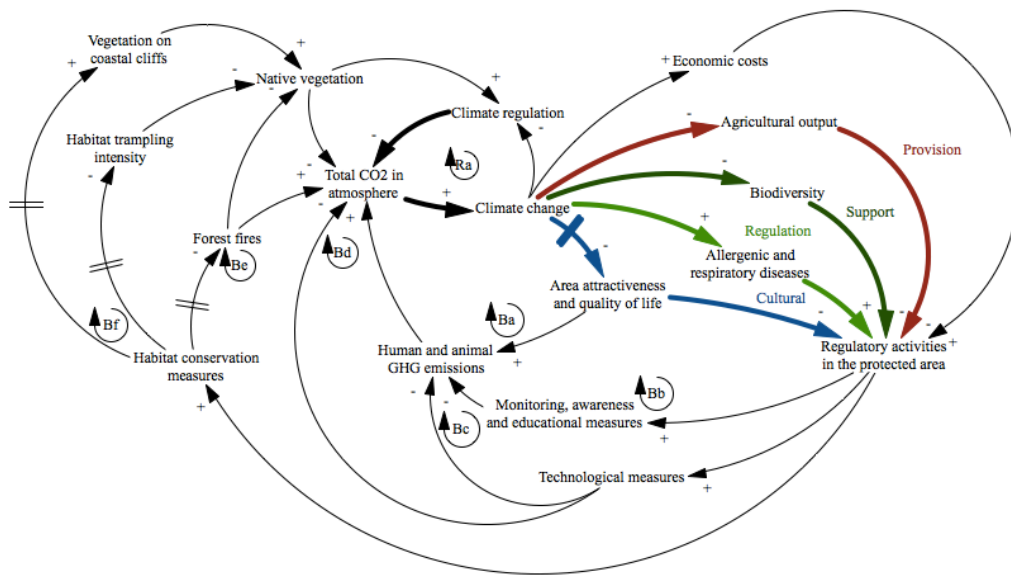 Vegetation on
coastal cliffs
+
+
+
Economic costs
-
Native vegetation
-
+
Climate regulation
-
Agricultural output
Habitat trampling
intensity
-
-
-
Provision
-
Ra
+
-
-
Total CO2 in
atmosphere
+
Climate change
Biodiversity
-
+
+
Support
Regulation
Forest fires
-
Be
Bd
-
Allergenic and
respiratory diseases
Area attractiveness
and quality of life
Cultural
+
-
-
-
Bf
Ba
+
Regulatory activities
in the protected area
Habitat conservation
measures
+
Human and animal
GHG emissions
+
-
-
Bb
Monitoring, awareness
and educational measures
Bc
+
Technological measures
+